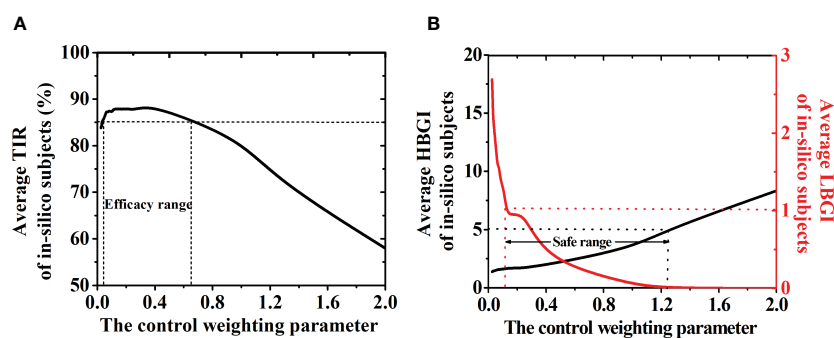 A
Average TIR
of in-silico subjects (%)
100
90
80
70
60
50
Efficacy range
0.0 0.4 0.8 1.2 1.6 2.0
The control weighting parameter
B
Average HBGI
of in-silico subjects
20
15
10
5
0
Safe range
0.0 0.4 0.8 1.2 1.6 2.0
The control weighting parameter
3
2
1
0
Average LBGI
of in-silico subjects